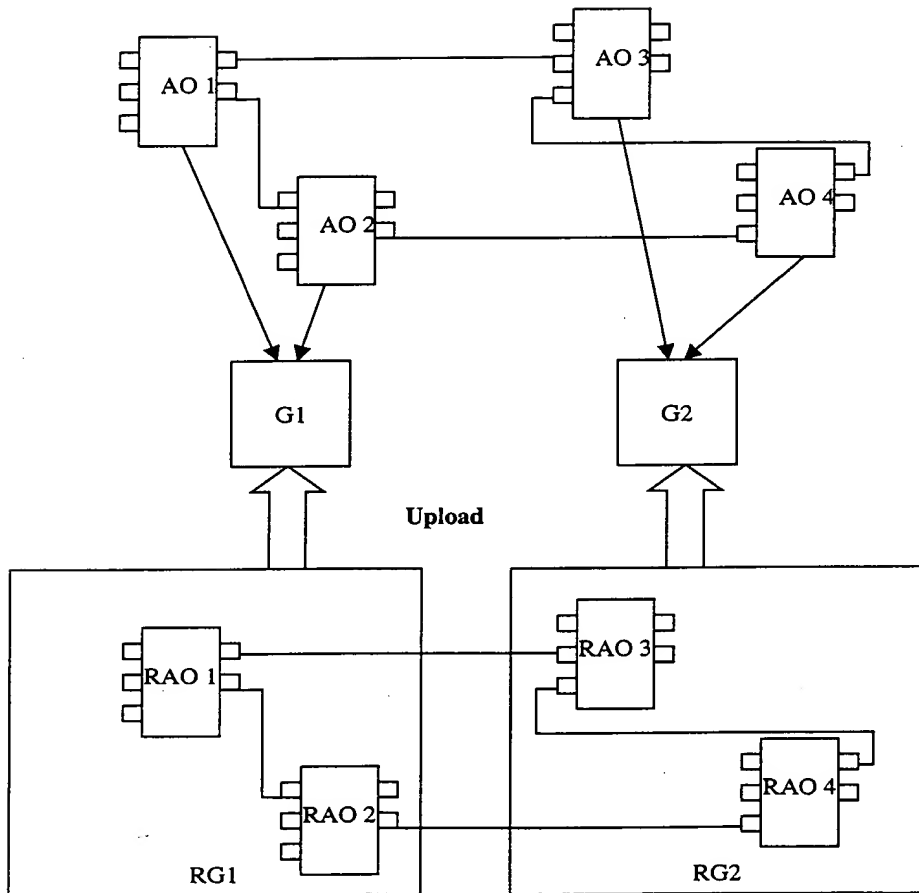 AO 1
AO 3
AO 2
AO 4
G1
G2
Upload
RAO 1
RAO 3
RAO 2
RAO 4
RG1
RG2